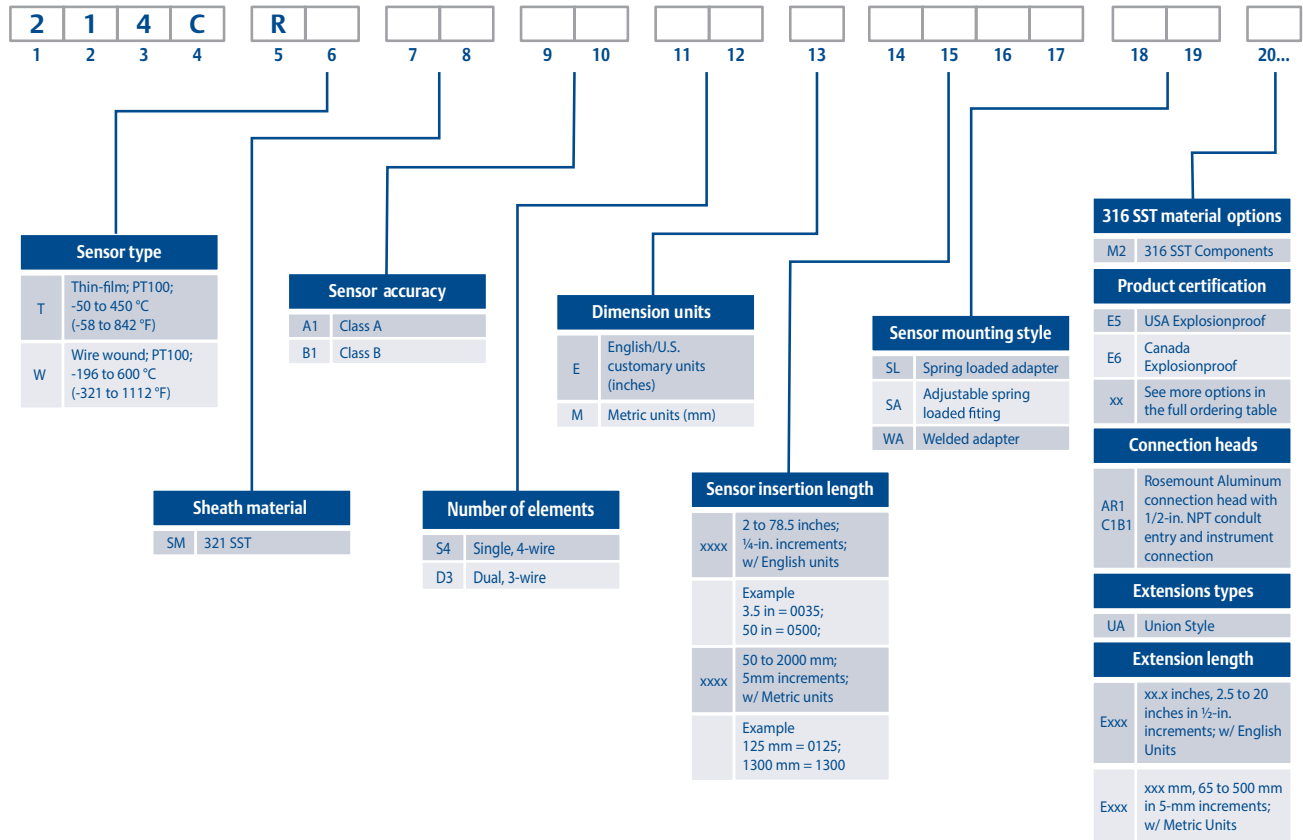 2 1 4 C R
1 2 3 4 5 6 7 8 9 10 11 12 13 14 15 16 17 18 19 20...
Sensor type
T Thin-film; PT100;
-50 to 450 °C
(-58 to 842 °F)
W Wire wound; PT100;
-196 to 600 °C
(-321 to 1112 °F)
Sheath material
SM 321 SST
Sensor accuracy
A1 Class A
B1 Class B
Number of elements
S4 Single, 4-wire
D3 Dual, 3-wire
Dimension units
E English/U.S.
customary units
(inches)
M Metric units (mm)
Sensor insertion length
xxxx 2 to 78.5 inches;
¼-in. increments;
w/ English units
Example
3.5 in = 0035;
50 in = 0500;
xxxx 50 to 2000 mm;
5mm increments;
w/ Metric units
Example
125 mm = 0125;
1300 mm = 1300
Sensor mounting style
SL Spring loaded adapter
SA Adjustable spring
loaded fiting
WA Welded adapter
316 SST material options
M2 316 SST Components
Product certification
E5 USA Explosionproof
E6 Canada
Explosionproof
xx See more options in
the full ordering table
Connection heads
AR1 C1B1 Rosemount Aluminum
connection head with
1/2-in. NPT condult
entry and instrument
connection
Extensions types
UA Union Style
Extension length
Exxx xx.x inches, 2.5 to 20
inches in ½-in.
increments; w/ English
Units
Exxx xxx mm, 65 to 500 mm
in 5-mm increments;
w/ Metric Units